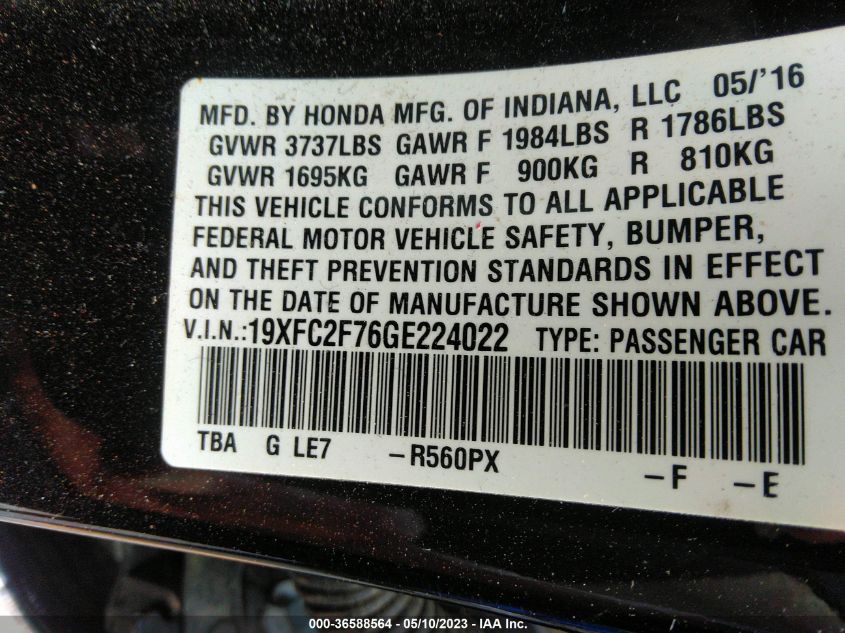 MFD. BY HONDA MFG. OF INDIANA, LLC 05/'16
GVWR 3737LBS GAWR F 1984LBS R 1786LBS
GVWR 1695KG GAWR F 900KG R 810KG
THIS VEHICLE CONFORMS TO ALL APPLICABLE
FEDERAL MOTOR VEHICLE SAFETY, BUMPER,
AND THEFT PREVENTION STANDARDS IN EFFECT
ON THE DATE OF MANUFACTURE SHOWN ABOVE.
V.I.N.:19XFC2F76GE224022 TYPE: PASSENGER CAR
TBA G LE7 -R560PX
-F -E
000-36588564 - 05/10/2023 - IAA Inc.